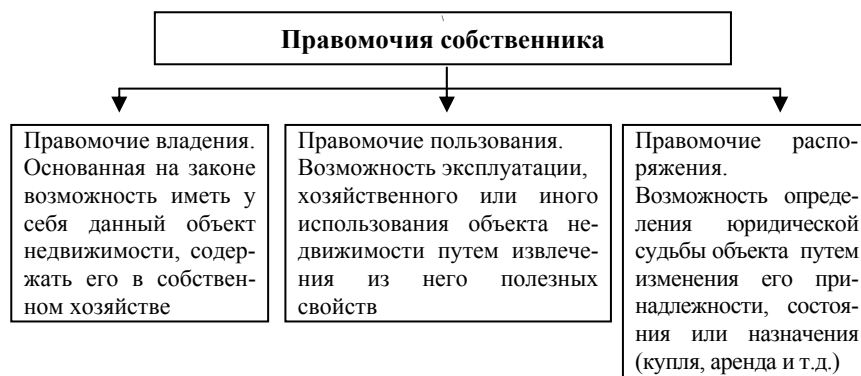 Правомочия собственника
Правомочие владения.
Основанная на законе
возможность иметь у
себя данный объект
недвижимости, содер-
жать его в собствен-
ном хозяйстве
Правомочие пользования.
Возможность эксплуатации,
хозяйственного или иного
использования объекта не-
движимости путем извлече-
ния из него полезных
свойств
Правомочие распо-
ряжения.
Возможность опреде-
ления юридической
судьбы объекта путем
изменения его при-
надлежности, состоя-
ния или назначения
(купля, аренда и т.д.)